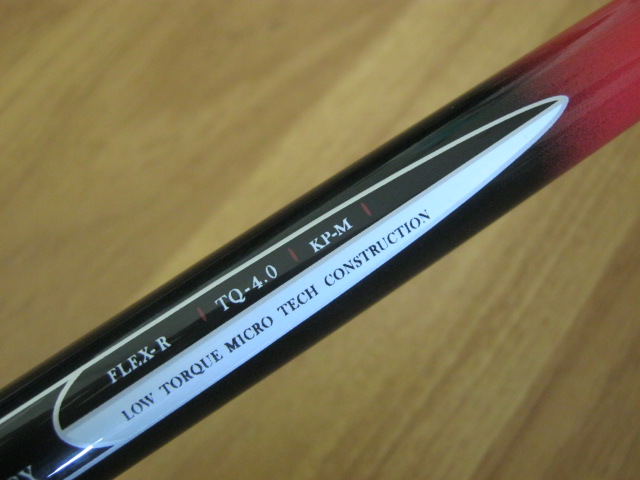 FLEX-R | TQ-4.0 | KP-M |
LOW TORQUE MICRO TECH CONSTRUCTION